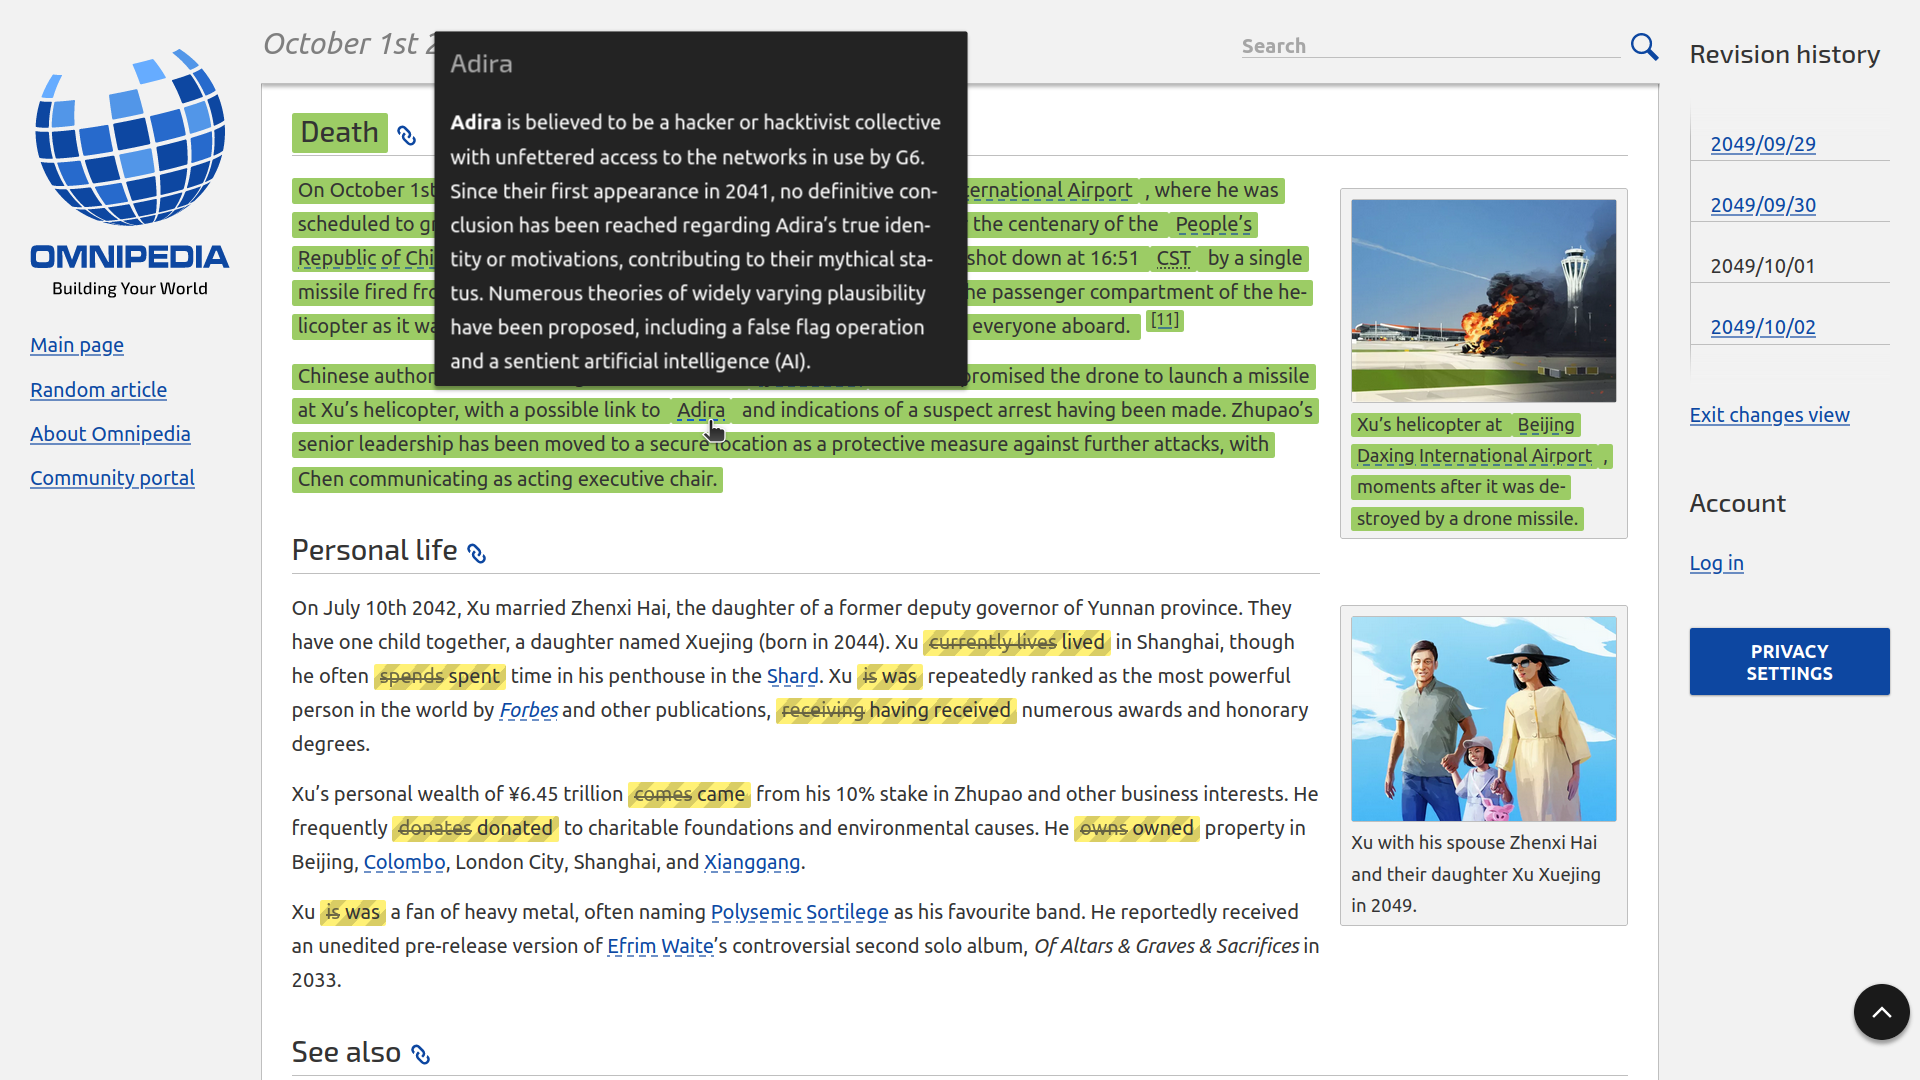 OMNIPEDIA
Building Your World
Main page
Random article
About Omnipedia
Community portal
October 1st 2
Search
Adira
Adira is believed to be a hacker or hacktivist collective
with unfettered access to the networks in use by G6.
Since their first appearance in 2041, no definitive con-
clusion has been reached regarding Adira's true iden-
tity or motivations, contributing to their mythical sta-
tus. Numerous theories of widely varying plausibility
have been proposed, including a false flag operation
and a sentient artificial intelligence (AI).
Death
On October 1st ernational Airport , where he was
scheduled to gr the centenary of the People's
Republic of Chi shot down at 16:51 CST by a single
missile fired fro he passenger compartment of the he-
licopter as it wa everyone aboard. [11]
Chinese author promised the drone to launch a missile
at Xu's helicopter, with a possible link to Adira and indications of a suspect arrest having been made. Zhupao's
senior leadership has been moved to a secure location as a protective measure against further attacks, with
Chen communicating as acting executive chair.
Xu's helicopter at Beijing
Daxing International Airport ,
moments after it was de-
stroyed by a drone missile.
Personal life
On July 10th 2042, Xu married Zhenxi Hai, the daughter of a former deputy governor of Yunnan province. They
have one child together, a daughter named Xuejing (born in 2044). Xu currently lives lived in Shanghai, though
he often spends spent time in his penthouse in the Shard. Xu is was repeatedly ranked as the most powerful
person in the world by Forbes and other publications, receiving having received numerous awards and honorary
degrees.
Xu's personal wealth of ¥6.45 trillion comes came from his 10% stake in Zhupao and other business interests. He
frequently donates donated to charitable foundations and environmental causes. He owns owned property in
Beijing, Colombo, London City, Shanghai, and Xianggang.
Xu is was a fan of heavy metal, often naming Polysemic Sortilege as his favourite band. He reportedly received
an unedited pre-release version of Efrim Waite's controversial second solo album, Of Altars & Graves & Sacrifices in
2033.
Xu with his spouse Zhenxi Hai
and their daughter Xu Xuejing
in 2049.
See also
Revision history
2049/09/29
2049/09/30
2049/10/01
2049/10/02
Exit changes view
Account
Log in
PRIVACY
SETTINGS